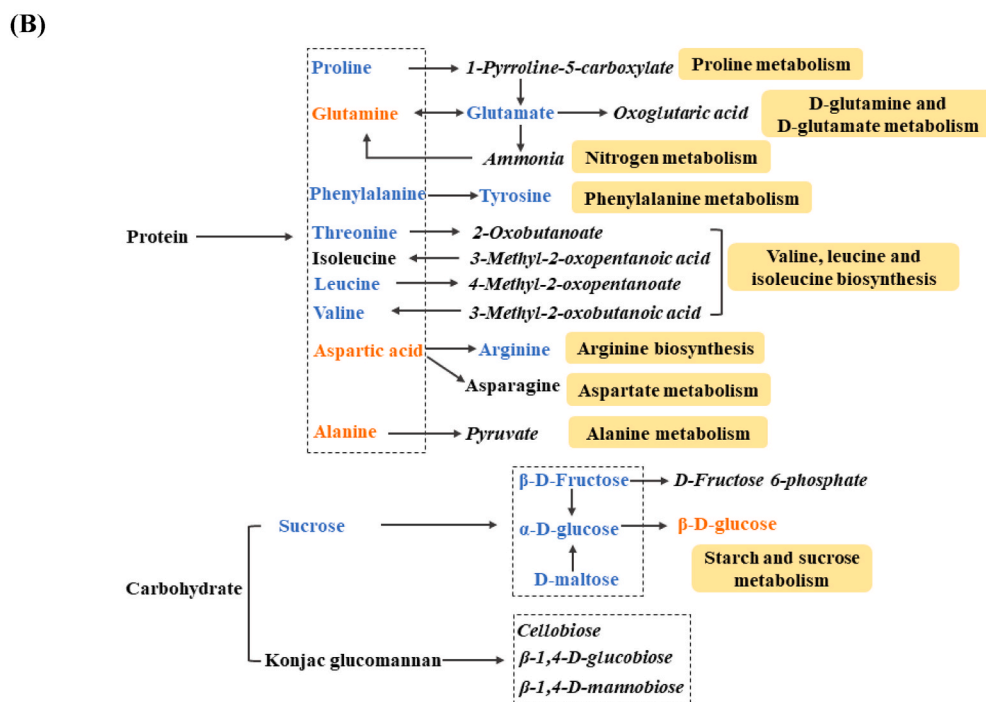 (B)
Proline 1-Pyrroline-5-carboxylate Proline metabolism
Glutamine Glutamate Oxoglutaric acid D-glutamine and
D-glutamate metabolism
Ammonia Nitrogen metabolism
Phenylalanine Tyrosine Phenylalanine metabolism
Protein
Threonine 2-Oxobutanoate
Isoleucine 3-Methyl-2-oxopentanoic acid
Valine, leucine and
isoleucine biosynthesis
Leucine 4-Methyl-2-oxopentanoate
Valine 3-Methyl-2-oxobutanoic acid
Aspartic acid Arginine Arginine biosynthesis
Asparagine Aspartate metabolism
Alanine Pyruvate Alanine metabolism
β-D-Fructose D-Fructose 6-phosphate
Sucrose α-D-glucose β-D-glucose
D-maltose Starch and sucrose
metabolism
Carbohydrate
Cellobiose
Konjac glucomannan β-1,4-D-glucobiose
β-1,4-D-mannobiose